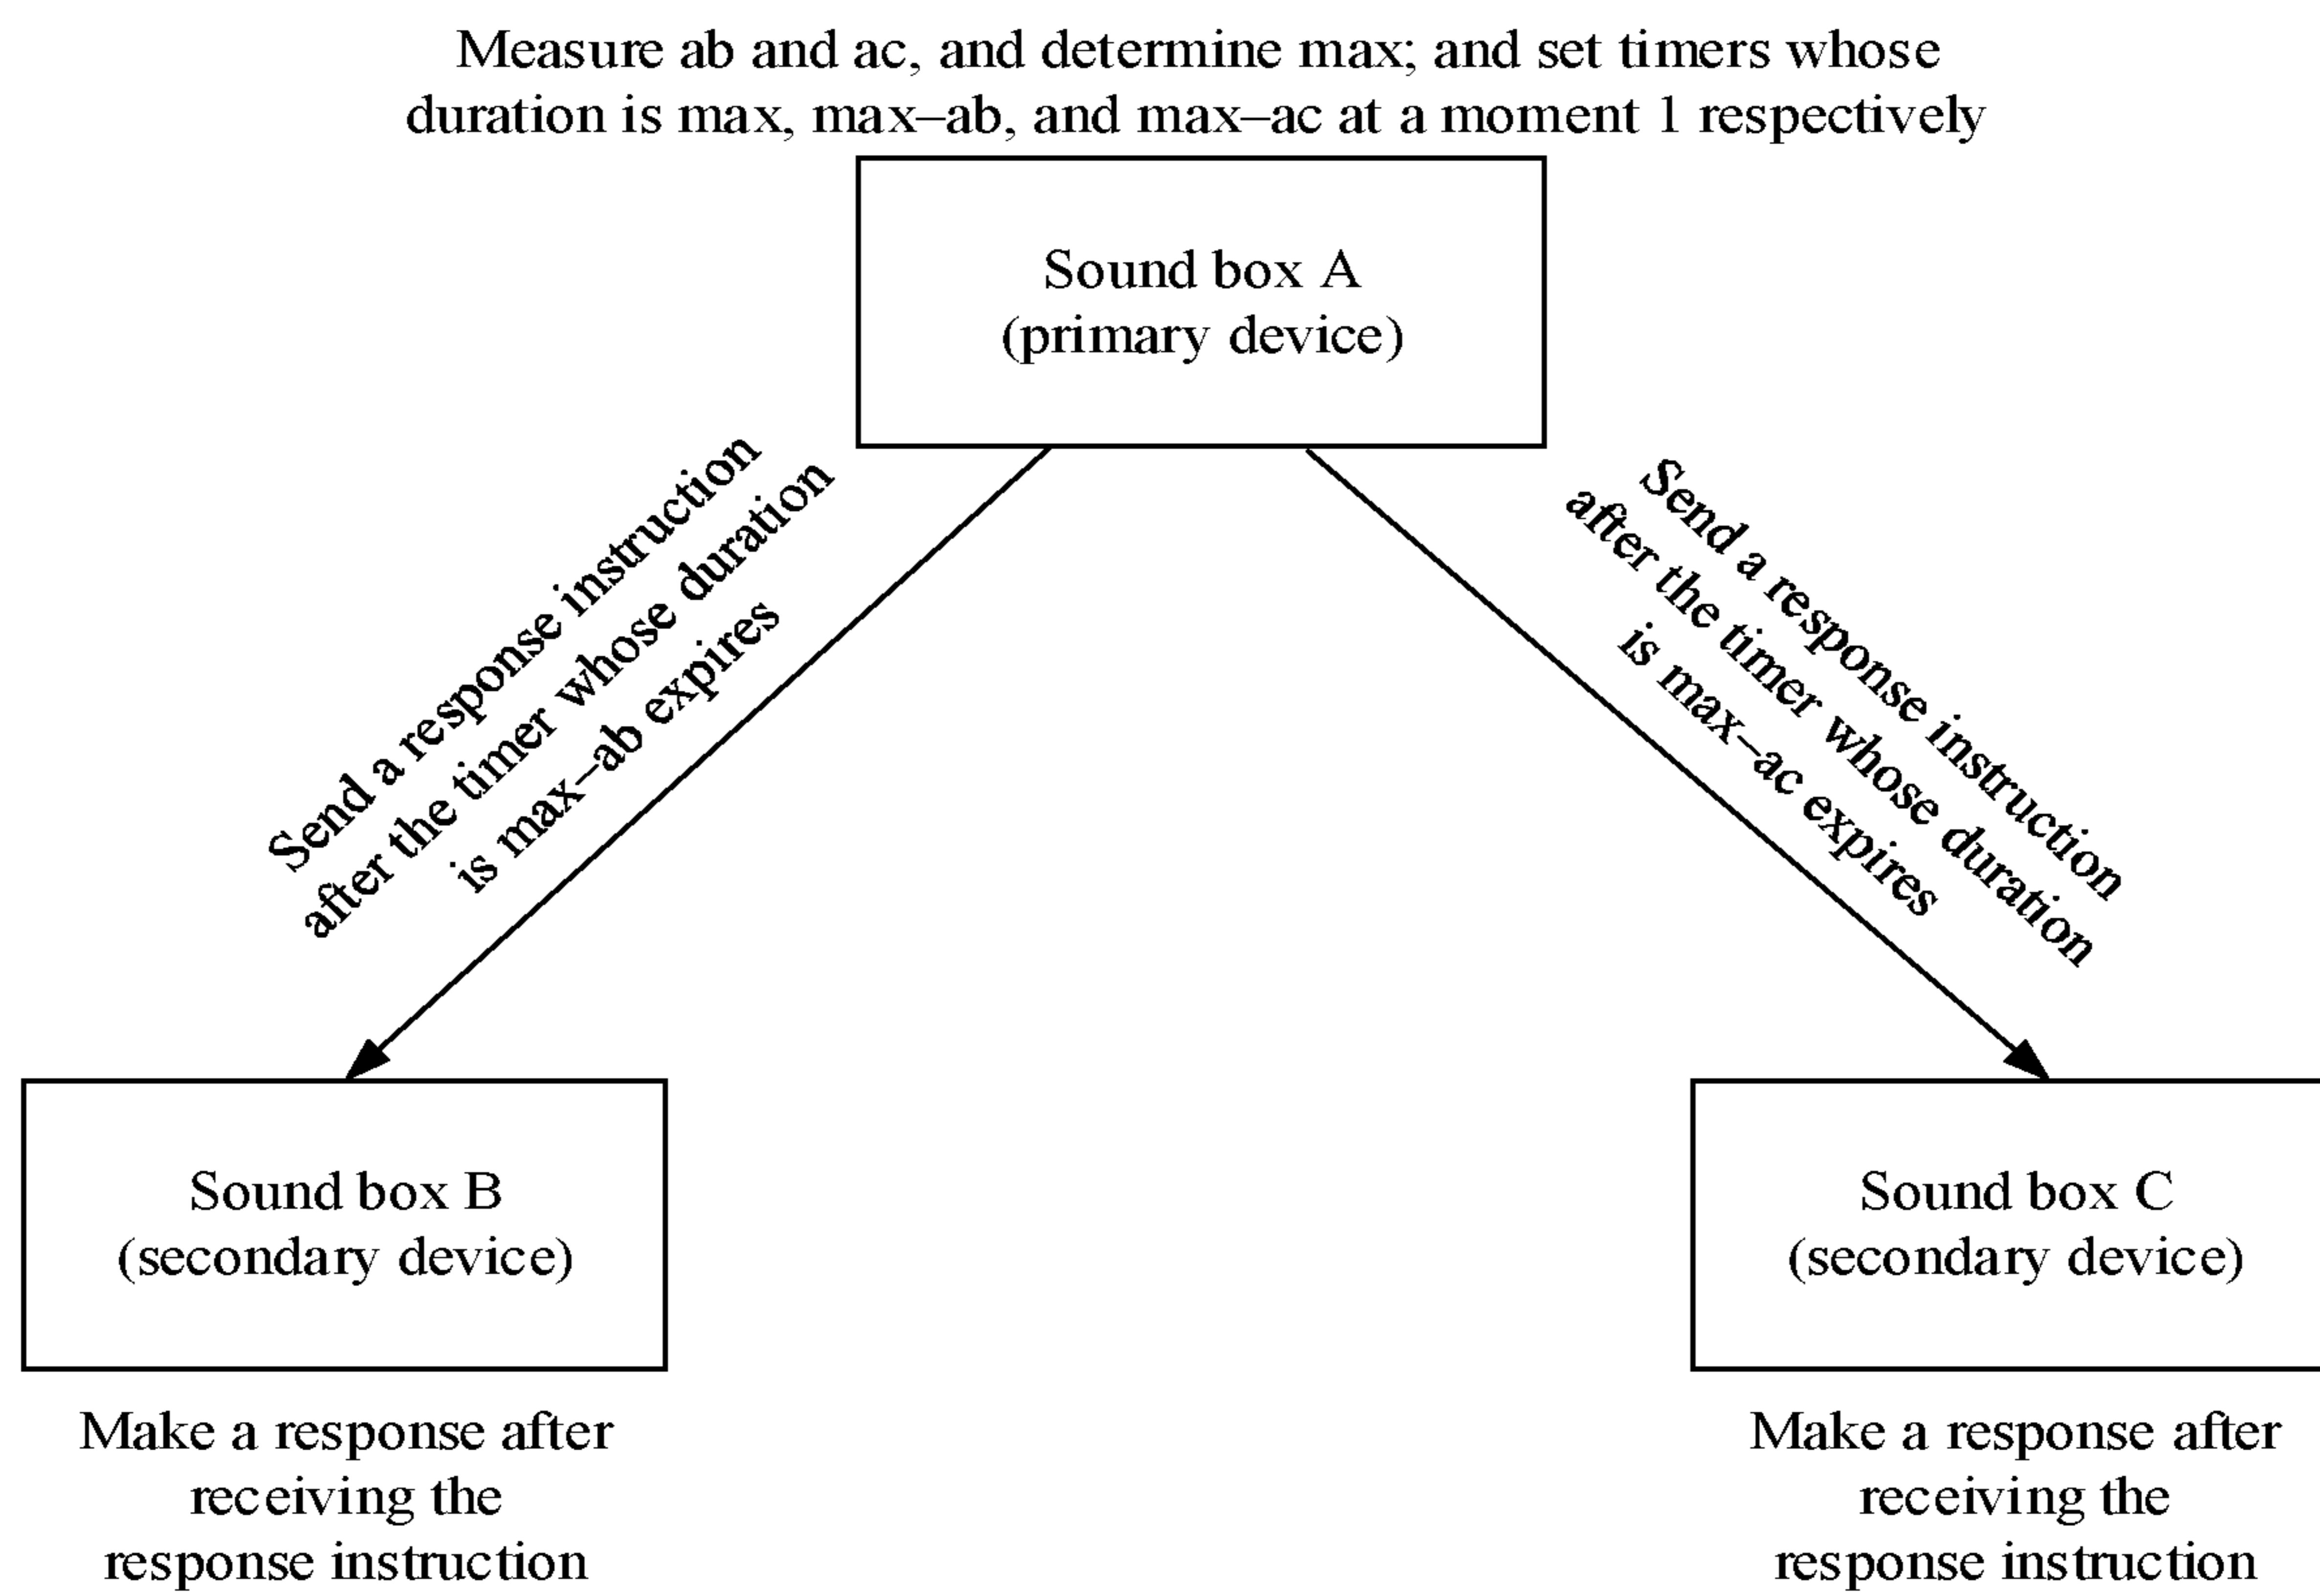 Measure ab and ac, and determine max; and set timers whose
duration is max, max–ab, and max–ac at a moment 1 respectively
Sound box A
(primary device)
Send a response instruction
after the timer whose duration
is max–ab expires
Send a response instruction
after the timer whose duration
is max–ac expires
Sound box B
(secondary device)
Sound box C
(secondary device)
Make a response after
receiving the
response instruction
Make a response after
receiving the
response instruction